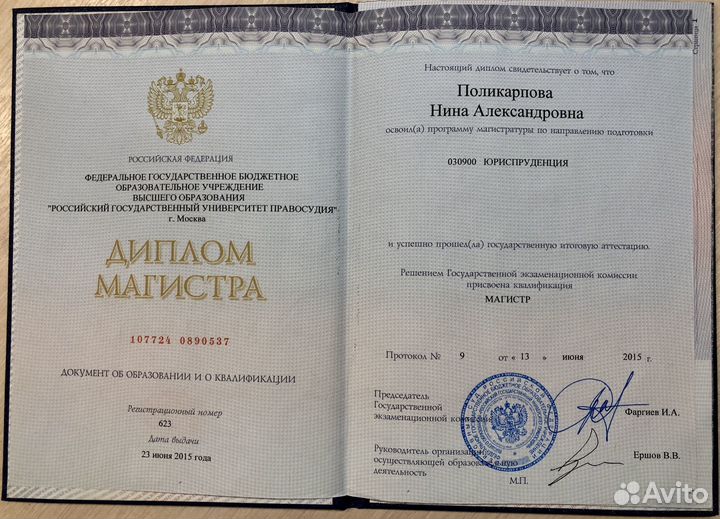 РОССИЙСКАЯ ФЕДЕРАЦИЯ
ФЕДЕРАЛЬНОЕ ГОСУДАРСТВЕННОЕ БЮДЖЕТНОЕ
ОБРАЗОВАТЕЛЬНОЕ УЧРЕЖДЕНИЕ
ВЫСШЕГО ОБРАЗОВАНИЯ
"РОССИЙСКИЙ ГОСУДАРСТВЕННЫЙ УНИВЕРСИТЕТ ПРАВОСУДИЯ"
г. Москва
ДИПЛОМ
МАГИСТРА
107724 0890537
ДОКУМЕНТ ОБ ОБРАЗОВАНИИ И О КВАЛИФИКАЦИИ
Регистрационный номер
623
Дата выдачи
23 июня 2015 года
Страница 1
Настоящий диплом свидетельствует о том, что
Поликарпова
Нина Александровна
освоил(а) программу магистратуры по направлению подготовки
030900 ЮРИСПРУДЕНЦИЯ
и успешно прошел(ла) государственную итоговую аттестацию.
Решением Государственной экзаменационной комиссии
присвоена квалификация
МАГИСТР
Протокол № 9 от « 13 » июня 2015 г.
Председатель
Государственной
экзаменационной
Фаргиев И.А.
Руководитель организации,
осуществляющей образовательную
деятельность
Ершов В.В.
М.П.
Avito